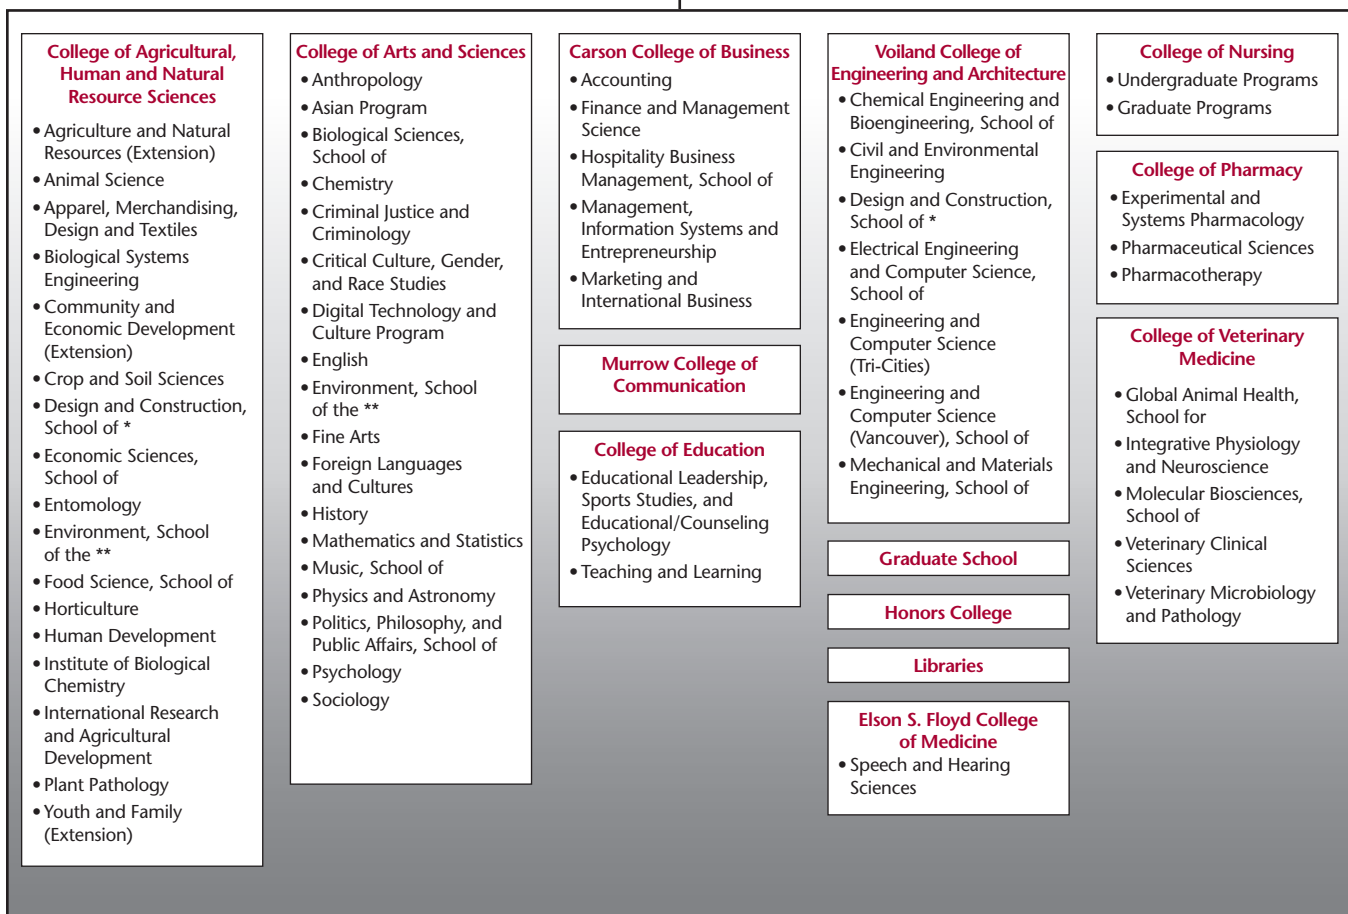 College of Agricultural,
Human and Natural
Resource Sciences
• Agriculture and Natural
Resources (Extension)
• Animal Science
• Apparel, Merchandising,
Design and Textiles
• Biological Systems
Engineering
• Community and
Economic Development
(Extension)
• Crop and Soil Sciences
• Design and Construction,
School of *
• Economic Sciences,
School of
• Entomology
• Environment, School
of the **
• Food Science, School of
• Horticulture
• Human Development
• Institute of Biological
Chemistry
• International Research
and Agricultural
Development
• Plant Pathology
• Youth and Family
(Extension)
College of Arts and Sciences
• Anthropology
• Asian Program
• Biological Sciences,
School of
• Chemistry
• Criminal Justice and
Criminology
• Critical Culture, Gender,
and Race Studies
• Digital Technology and
Culture Program
• English
• Environment, School
of the **
• Fine Arts
• Foreign Languages
and Cultures
• History
• Mathematics and Statistics
• Music, School of
• Physics and Astronomy
• Politics, Philosophy, and
Public Affairs, School of
• Psychology
• Sociology
Carson College of Business
• Accounting
• Finance and Management
Science
• Hospitality Business
Management, School of
• Management,
Information Systems and
Entrepreneurship
• Marketing and
International Business
Murrow College of
Communication
College of Education
• Educational Leadership,
Sports Studies, and
Educational/Counseling
Psychology
• Teaching and Learning
Voiland College of
Engineering and Architecture
• Chemical Engineering and
Bioengineering, School of
• Civil and Environmental
Engineering
• Design and Construction,
School of *
• Electrical Engineering
and Computer Science,
School of
• Engineering and
Computer Science
(Tri-Cities)
• Engineering and
Computer Science
(Vancouver), School of
• Mechanical and Materials
Engineering, School of
Graduate School
Honors College
Libraries
Elson S. Floyd College
of Medicine
• Speech and Hearing
Sciences
College of Nursing
• Undergraduate Programs
• Graduate Programs
College of Pharmacy
• Experimental and
Systems Pharmacology
• Pharmaceutical Sciences
• Pharmacotherapy
College of Veterinary
Medicine
• Global Animal Health,
School for
• Integrative Physiology
and Neuroscience
• Molecular Biosciences,
School of
• Veterinary Clinical
Sciences
• Veterinary Microbiology
and Pathology